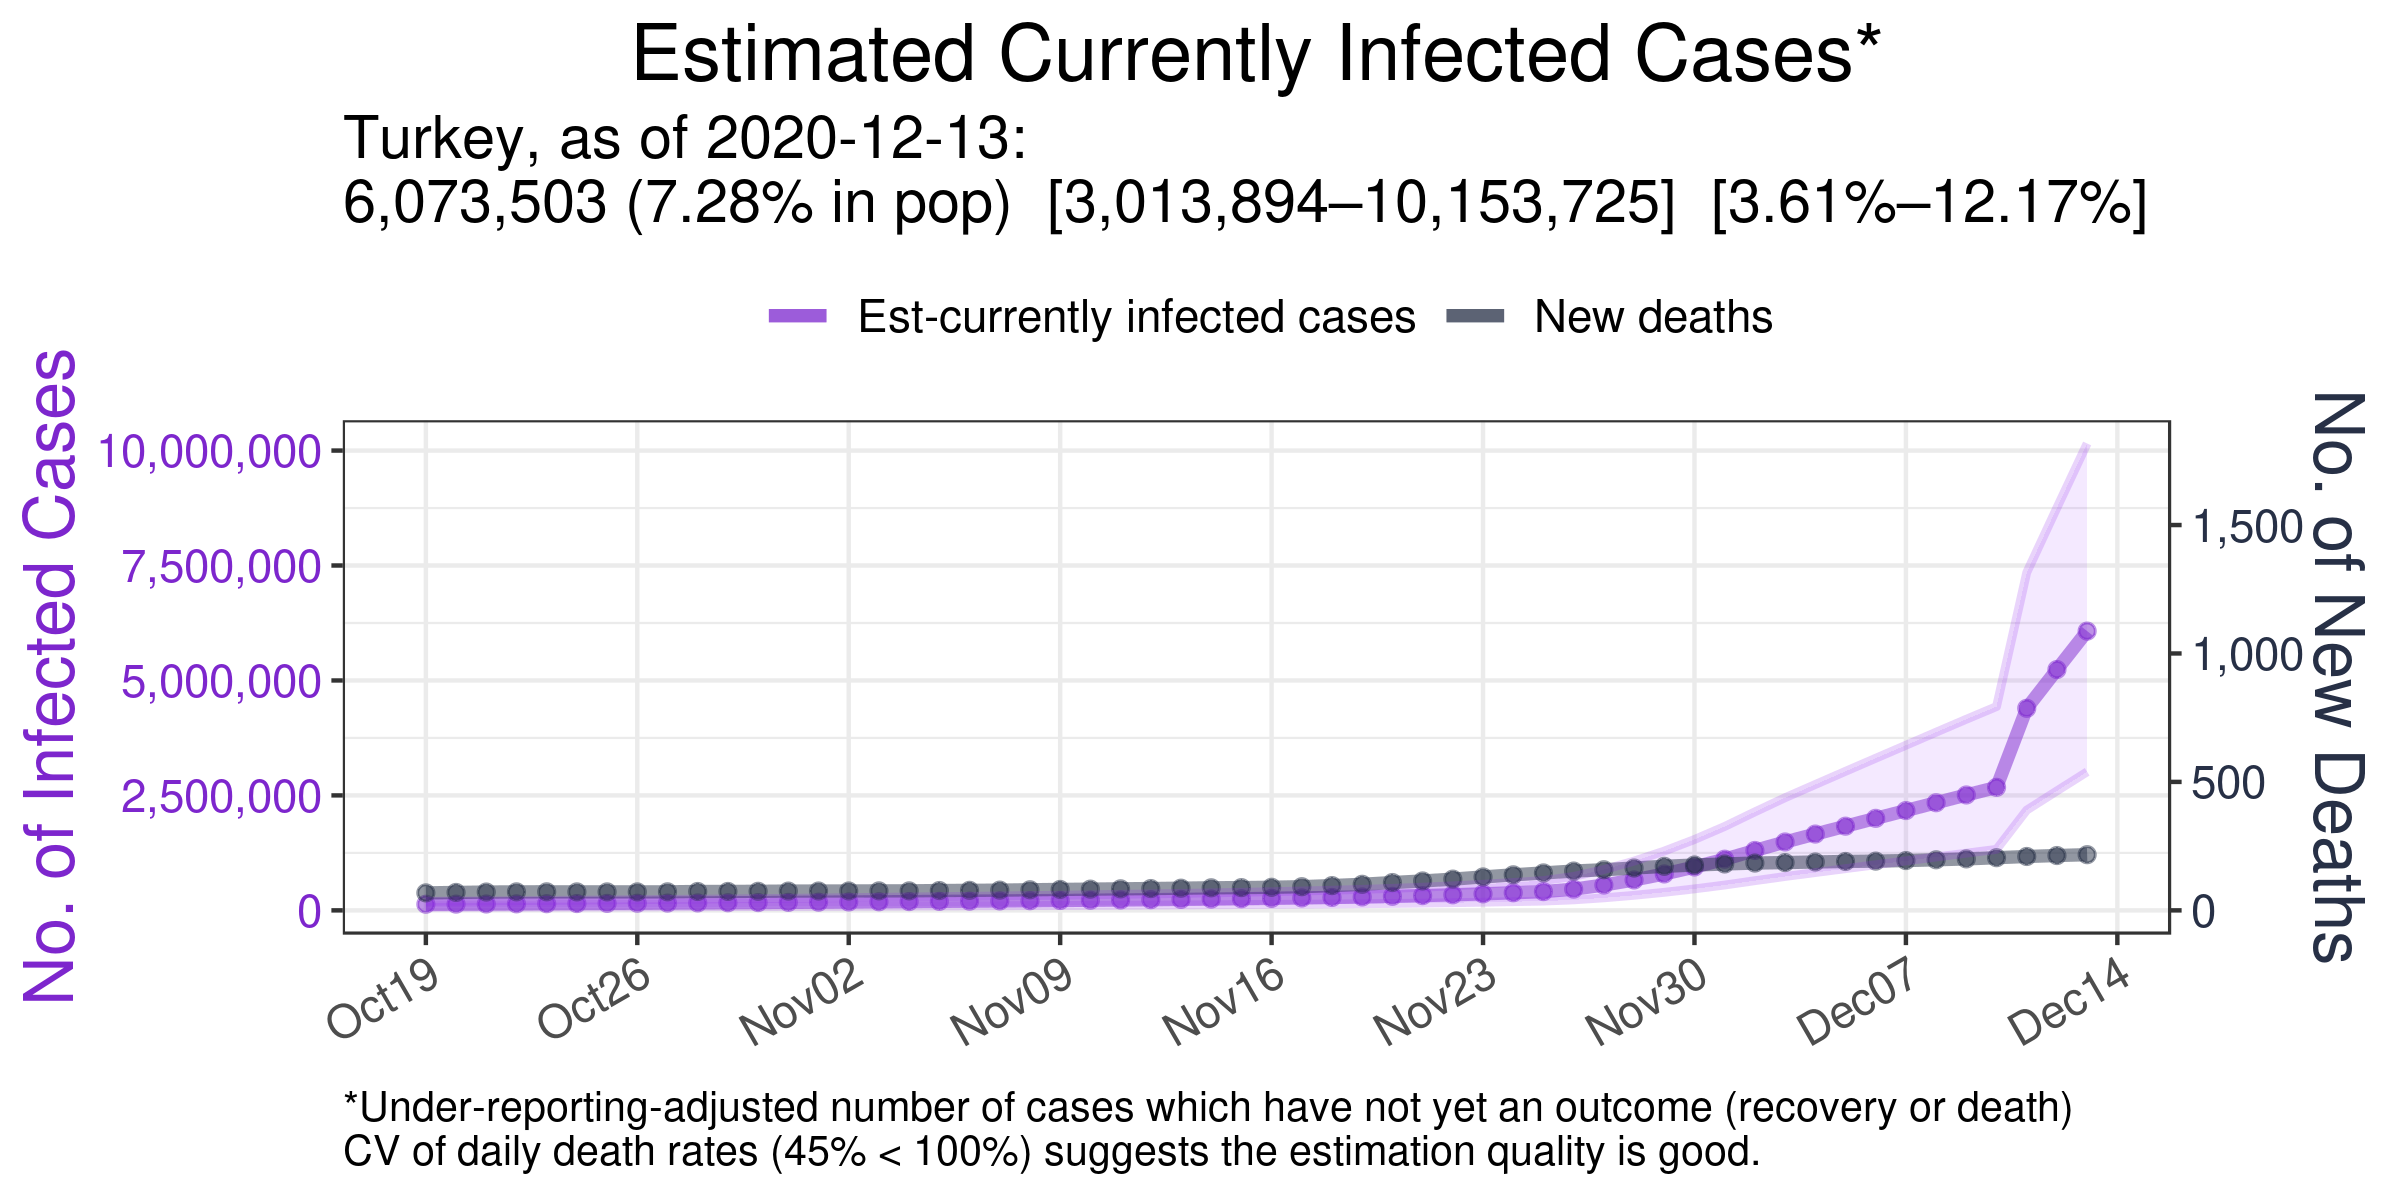 Estimated Currently Infected Cases*
Turkey, as of 2020-12-13:
6,073,503 (7.28% in pop) [3,013,894–10,153,725] [3.61%–12.17%]
Est-currently infected cases
New deaths
No. of Infected Cases
10,000,000
7,500,000
5,000,000
2,500,000
0
1,500
1,000
500
0
No. of New Deaths
Oct19
Oct26
Nov02
Nov09
Nov16
Nov23
Nov30
Dec07
Dec14
*Under-reporting-adjusted number of cases which have not yet an outcome (recovery or death)
CV of daily death rates (45% < 100%) suggests the estimation quality is good.